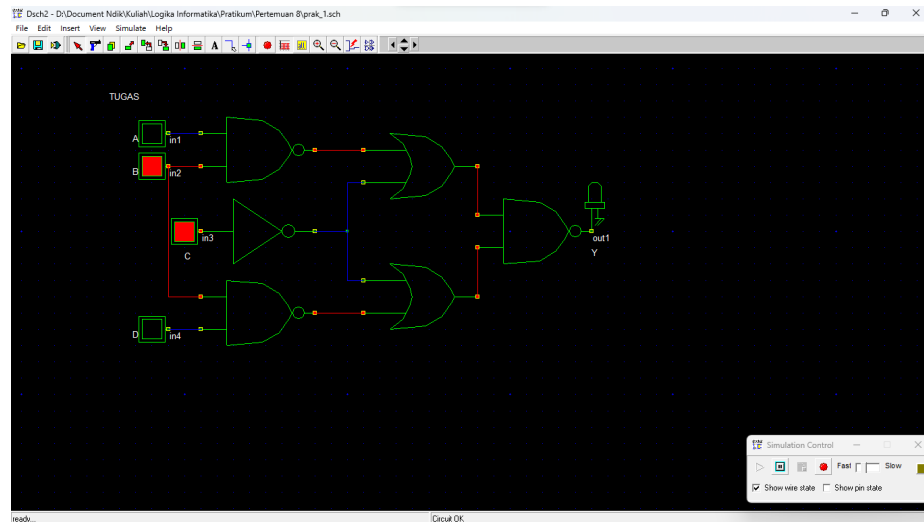 Dsch2 - D:\Document Ndik\Kuliah\Logika Informatika\Pratikum\Pertemuan 8\prak_1.sch
File Edit Insert View Simulate Help
TUGAS
A
in1
B
in2
in3
C
D
in4
out1
Y
Simulation Control
Fast Slow
Show wire state Show pin state
ready...
Circuit OK